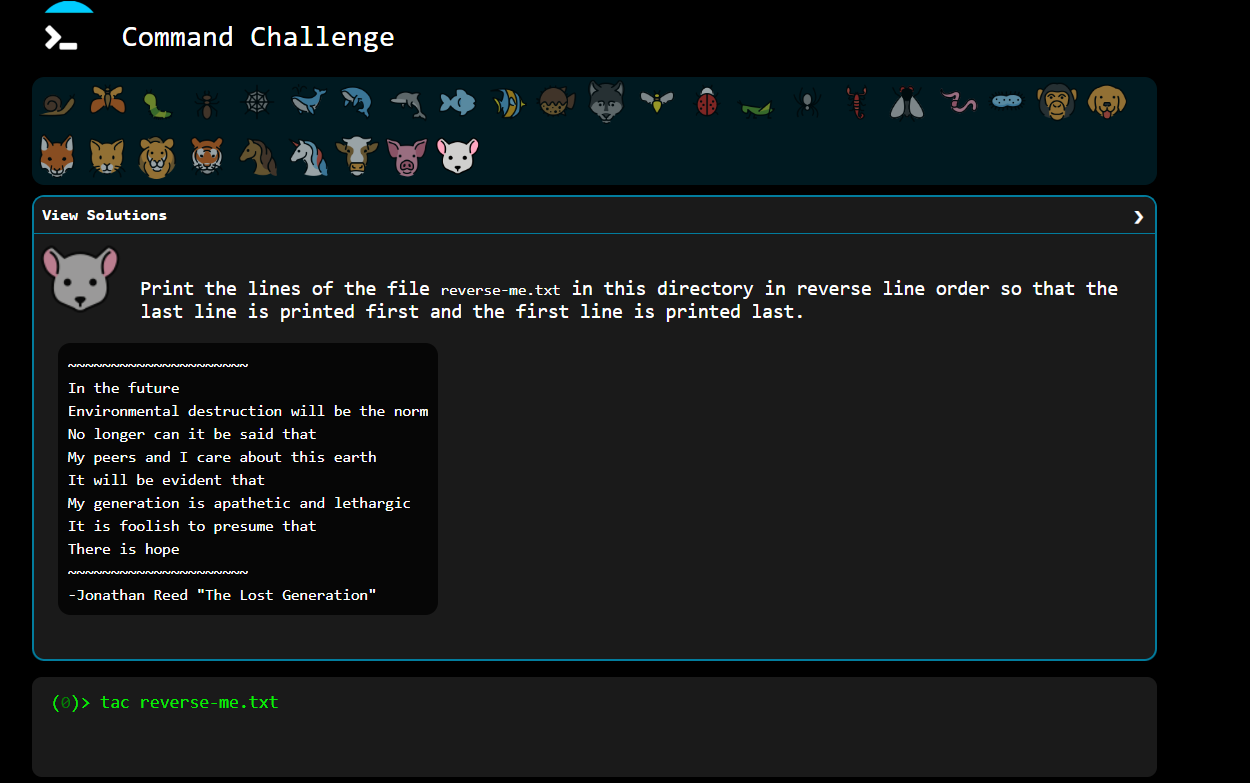 Command Challenge
View Solutions
Print the lines of the file reverse-me.txt in this directory in reverse line order so that the
last line is printed first and the first line is printed last.
~~~~~~~~~~~~~~~~~~~~~
In the future
Environmental destruction will be the norm
No longer can it be said that
My peers and I care about this earth
It will be evident that
My generation is apathetic and lethargic
It is foolish to presume that
There is hope
~~~~~~~~~~~~~~~~~~~~~
-Jonathan Reed "The Lost Generation"
(0)> tac reverse-me.txt